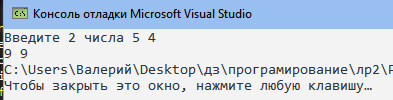 Консоль отладки Microsoft Visual Studio
Введите 2 числа 5 4
9 9
C:\Users\Валерий\Desktop\дз\програмирование\лр2\
Чтобы закрыть это окно, нажмите любую клавишу…